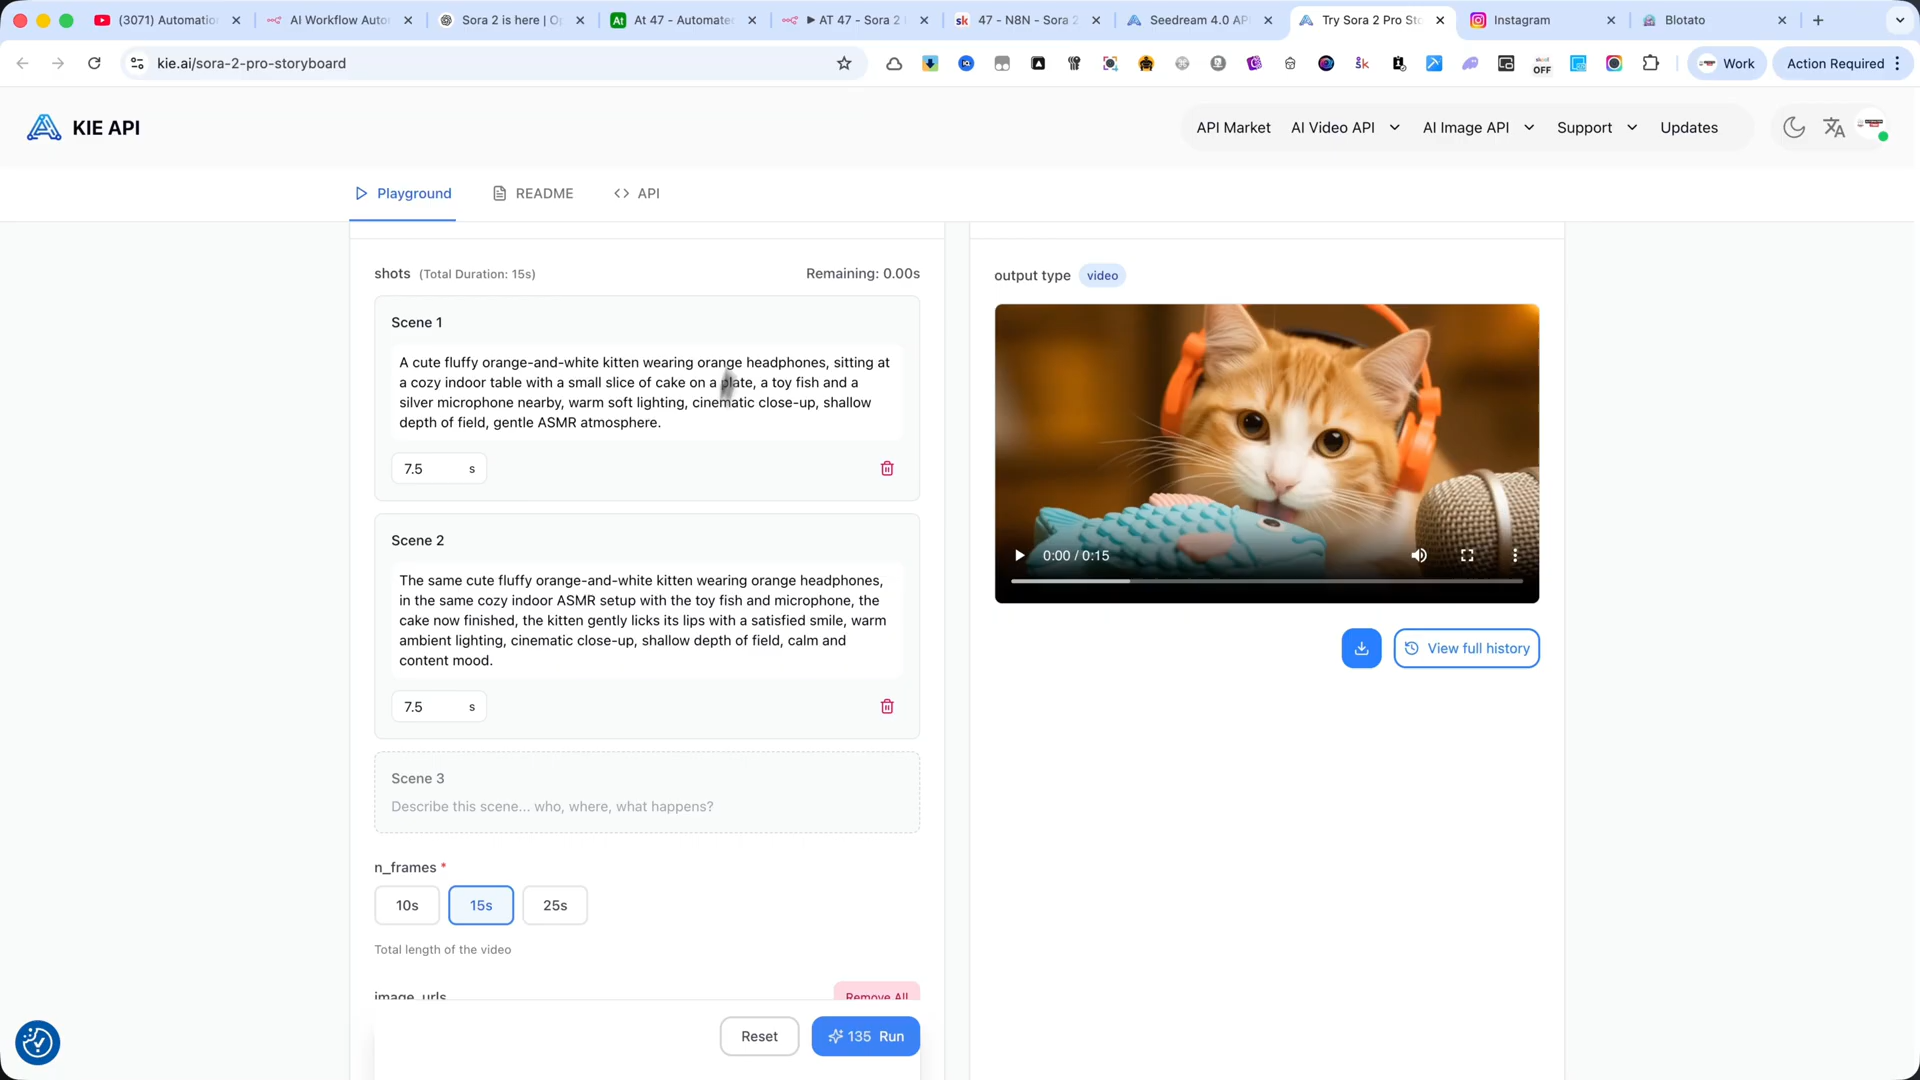 (3071) Automatio
AI Workflow Auto
Sora 2 is here | Op
At 47 - Automate
AT 47 - Sora 2
sk 47 - N8N - Sora 2
Seedream 4.0 AP
Try Sora 2 Pro Sto
Instagram
Blotato
kie.ai/sora-2-pro-storyboard
sk
OFF
Work
Action Required
KIE API
API Market
AI Video API
AI Image API
Support
Updates
Playground
README
API
shots (Total Duration: 15s)
Remaining: 0.00s
Scene 1
A cute fluffy orange-and-white kitten wearing orange headphones, sitting at
a cozy indoor table with a small slice of cake on a plate, a toy fish and a
silver microphone nearby, warm soft lighting, cinematic close-up, shallow
depth of field, gentle ASMR atmosphere.
7.5 s
Scene 2
The same cute fluffy orange-and-white kitten wearing orange headphones,
in the same cozy indoor ASMR setup with the toy fish and microphone, the
cake now finished, the kitten gently licks its lips with a satisfied smile, warm
ambient lighting, cinematic close-up, shallow depth of field, calm and
content mood.
7.5 s
Scene 3
Describe this scene... who, where, what happens?
n_frames *
10s
15s
25s
Total length of the video
image_urls
Remove All
Reset
135 Run
output type video
0:00 / 0:15
View full history